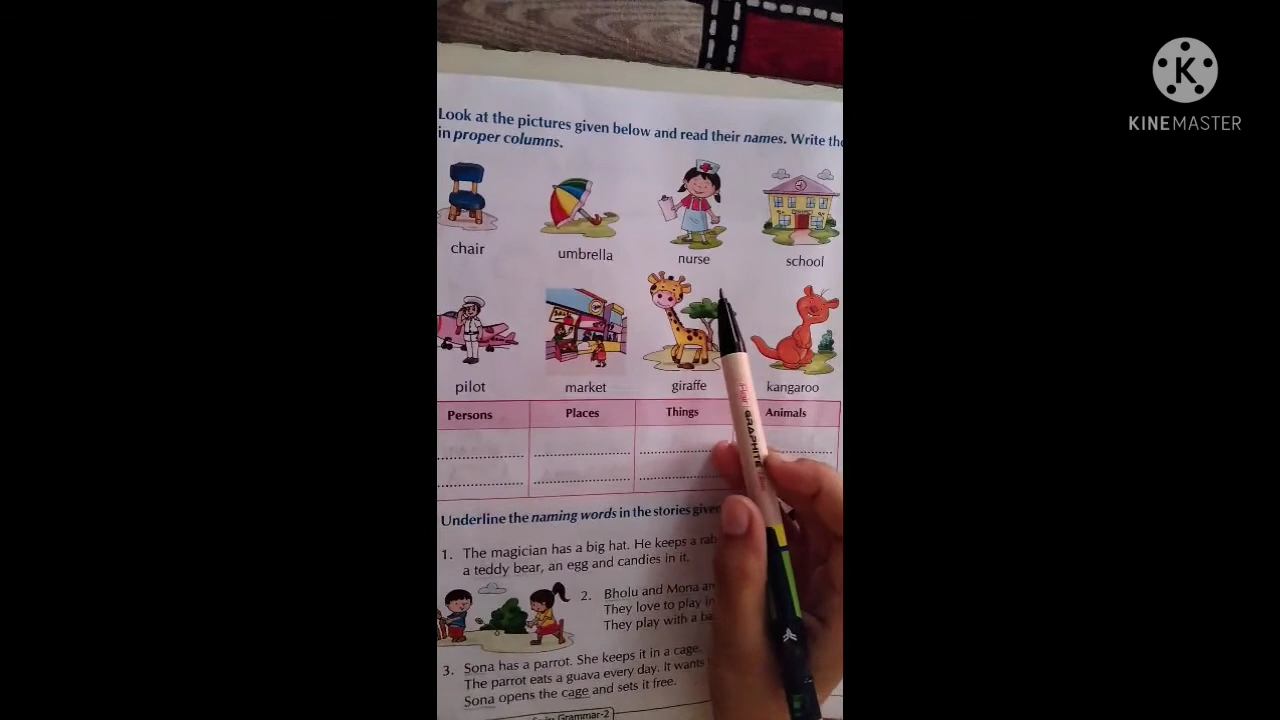 KINEMASTER
Look at the pictures given below and read their names. Write
in proper columns.
chair umbrella nurse school
pilot market giraffe kangaroo
Persons Places Things Animals
Underline the naming words in the stories
1. The magician has a big hat. He keeps a
a teddy bear, an egg and candies in it.
2. Bholu and Mona
They love to play in
They play with a
3. Sona has a parrot. She keeps it in a cage.
The parrot eats a guava every day. It wants
Sona opens the cage and sets it free.
Grammar-2
GRAPHITE